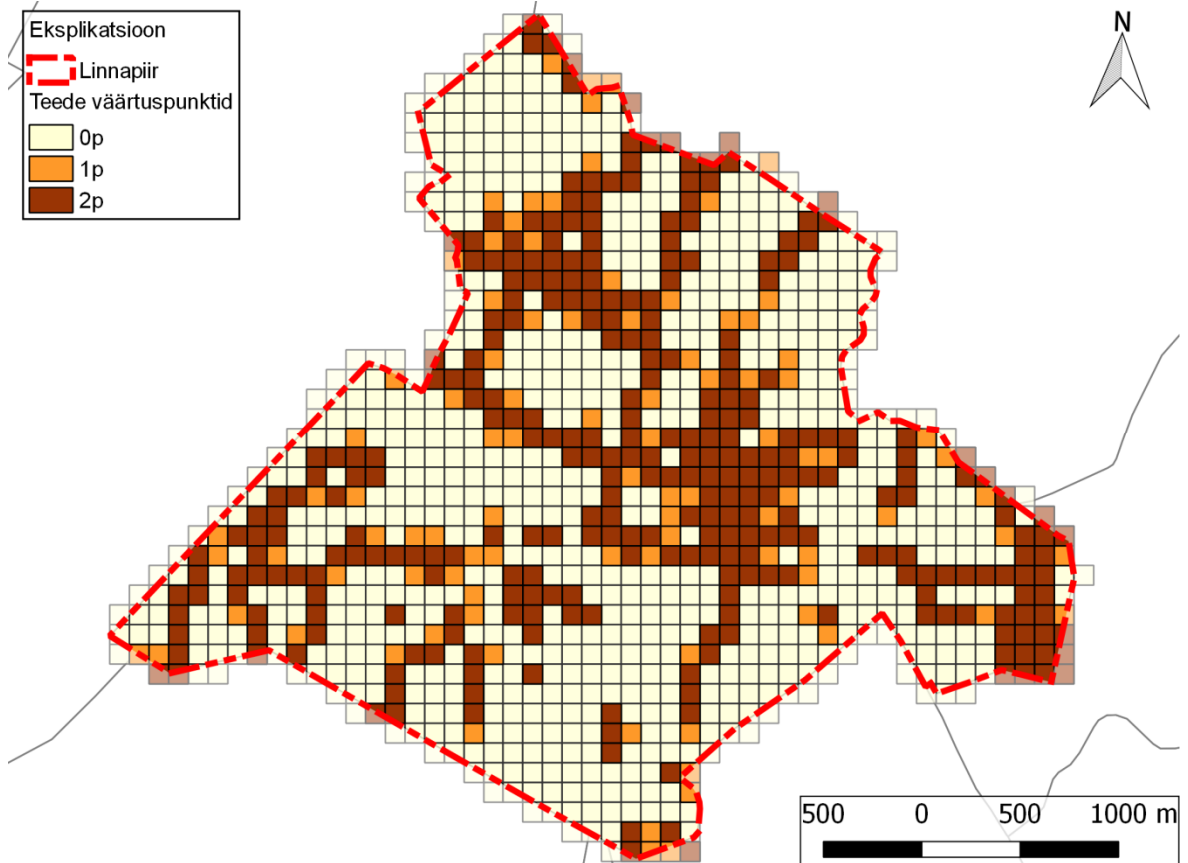 Eksplikatsioon
Linnapiir
Teede väärtuspunktid
0p
1p
2p
N
500 0 500 1000 m